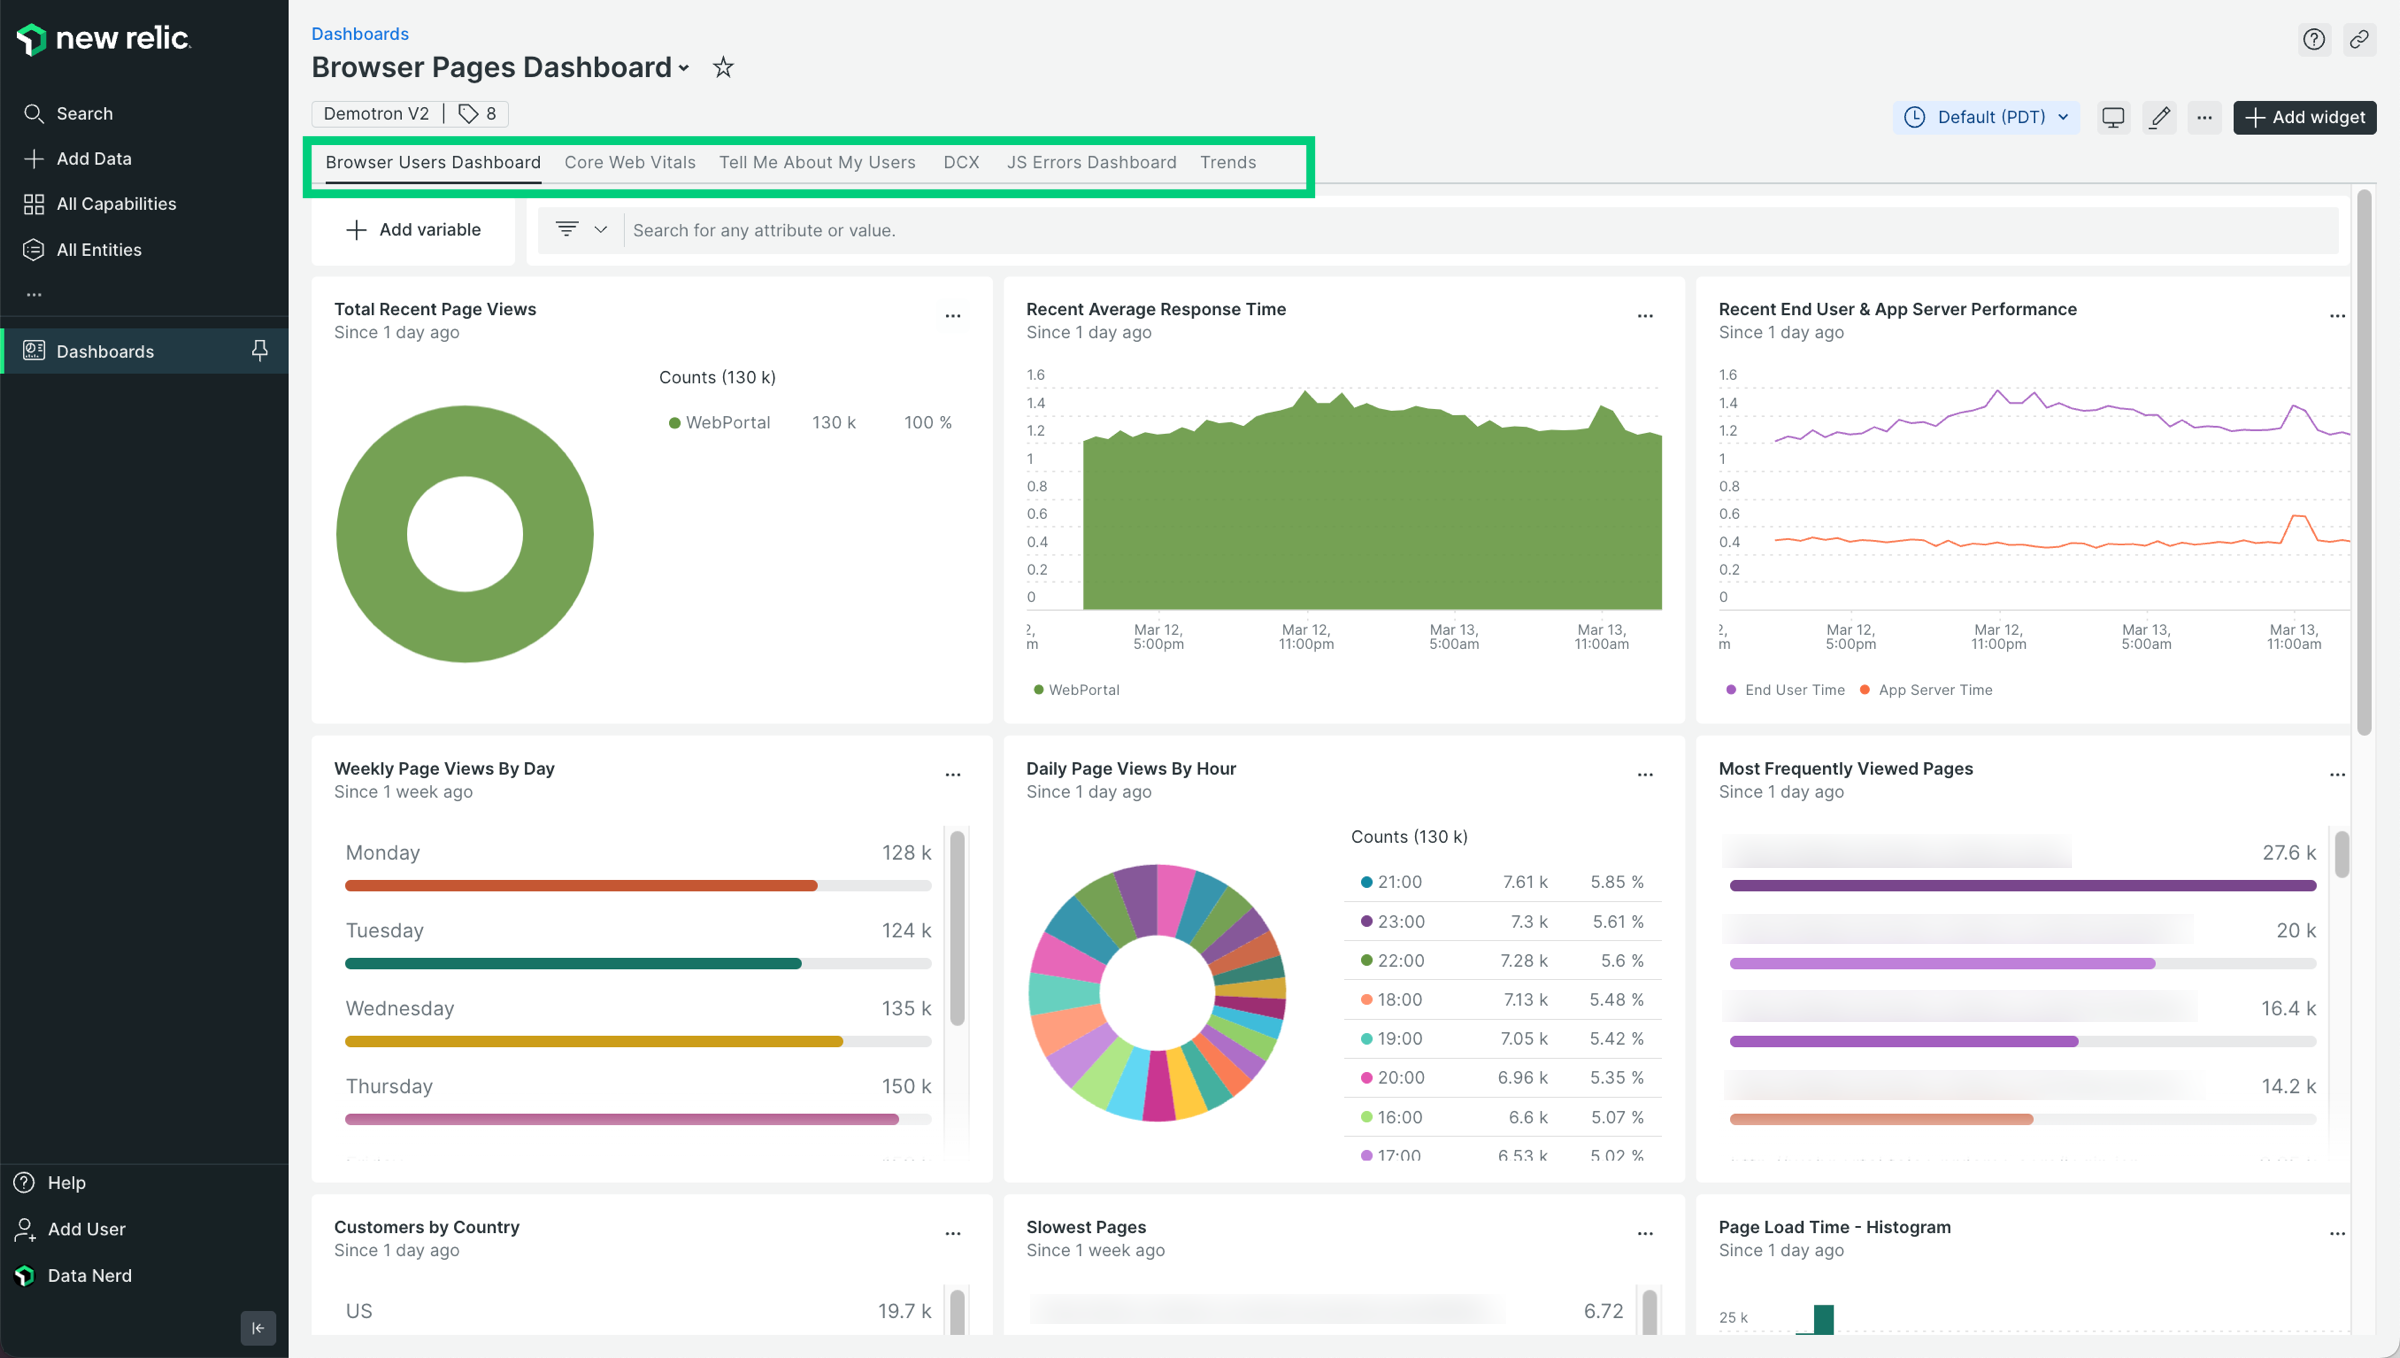 new relic.
Search
Add Data
All Capabilities
All Entities
...
Dashboards
Help
Add User
Data Nerd
Dashboards
Browser Pages Dashboard
Demotron V2 | 8
Default (PDT)
...
Add widget
Browser Users Dashboard Core Web Vitals Tell Me About My Users DCX JS Errors Dashboard Trends
Add variable
Search for any attribute or value.
Total Recent Page Views
Since 1 day ago
Counts (130 k)
WebPortal 130 k 100 %
Recent Average Response Time
Since 1 day ago
1.6
1.4
1.2
1
0.8
0.6
0.4
0.2
0
2, Mar 12, Mar 12, Mar 13, Mar 13,
m 5:00pm 11:00pm 5:00am 11:00am
WebPortal
Recent End User & App Server Performance
Since 1 day ago
1.6
1.4
1.2
1
0.8
0.6
0.4
0.2
0
2, Mar 12, Mar 12, Mar 13, Mar 13,
m 5:00pm 11:00pm 5:00am 11:00am
End User Time App Server Time
Weekly Page Views By Day
Since 1 week ago
Monday 128 k
Tuesday 124 k
Wednesday 135 k
Thursday 150 k
Daily Page Views By Hour
Since 1 day ago
Counts (130 k)
21:00 7.61 k 5.85 %
23:00 7.3 k 5.61 %
22:00 7.28 k 5.6 %
18:00 7.13 k 5.48 %
19:00 7.05 k 5.42 %
20:00 6.96 k 5.35 %
16:00 6.6 k 5.07 %
17:00 6.53 k 5.02 %
Most Frequently Viewed Pages
Since 1 day ago
27.6 k
20 k
16.4 k
14.2 k
Customers by Country
Since 1 day ago
US 19.7 k
Slowest Pages
Since 1 week ago
6.72
Page Load Time - Histogram
Since 1 day ago
25 k